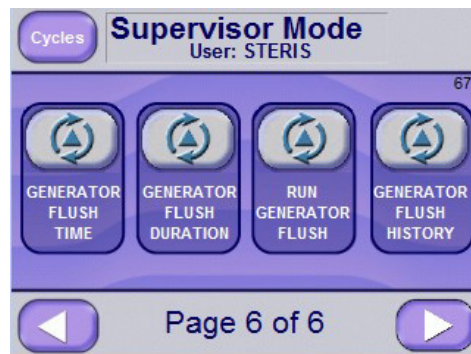 Cycles
Supervisor Mode
User: STERIS
67
GENERATOR
FLUSH
TIME
GENERATOR
FLUSH
DURATION
RUN
GENERATOR
FLUSH
GENERATOR
FLUSH
HISTORY
Page 6 of 6